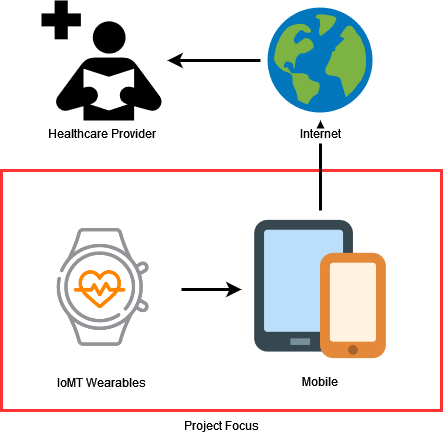 Healthcare Provider
Internet
IoMT Wearables
Mobile
Project Focus